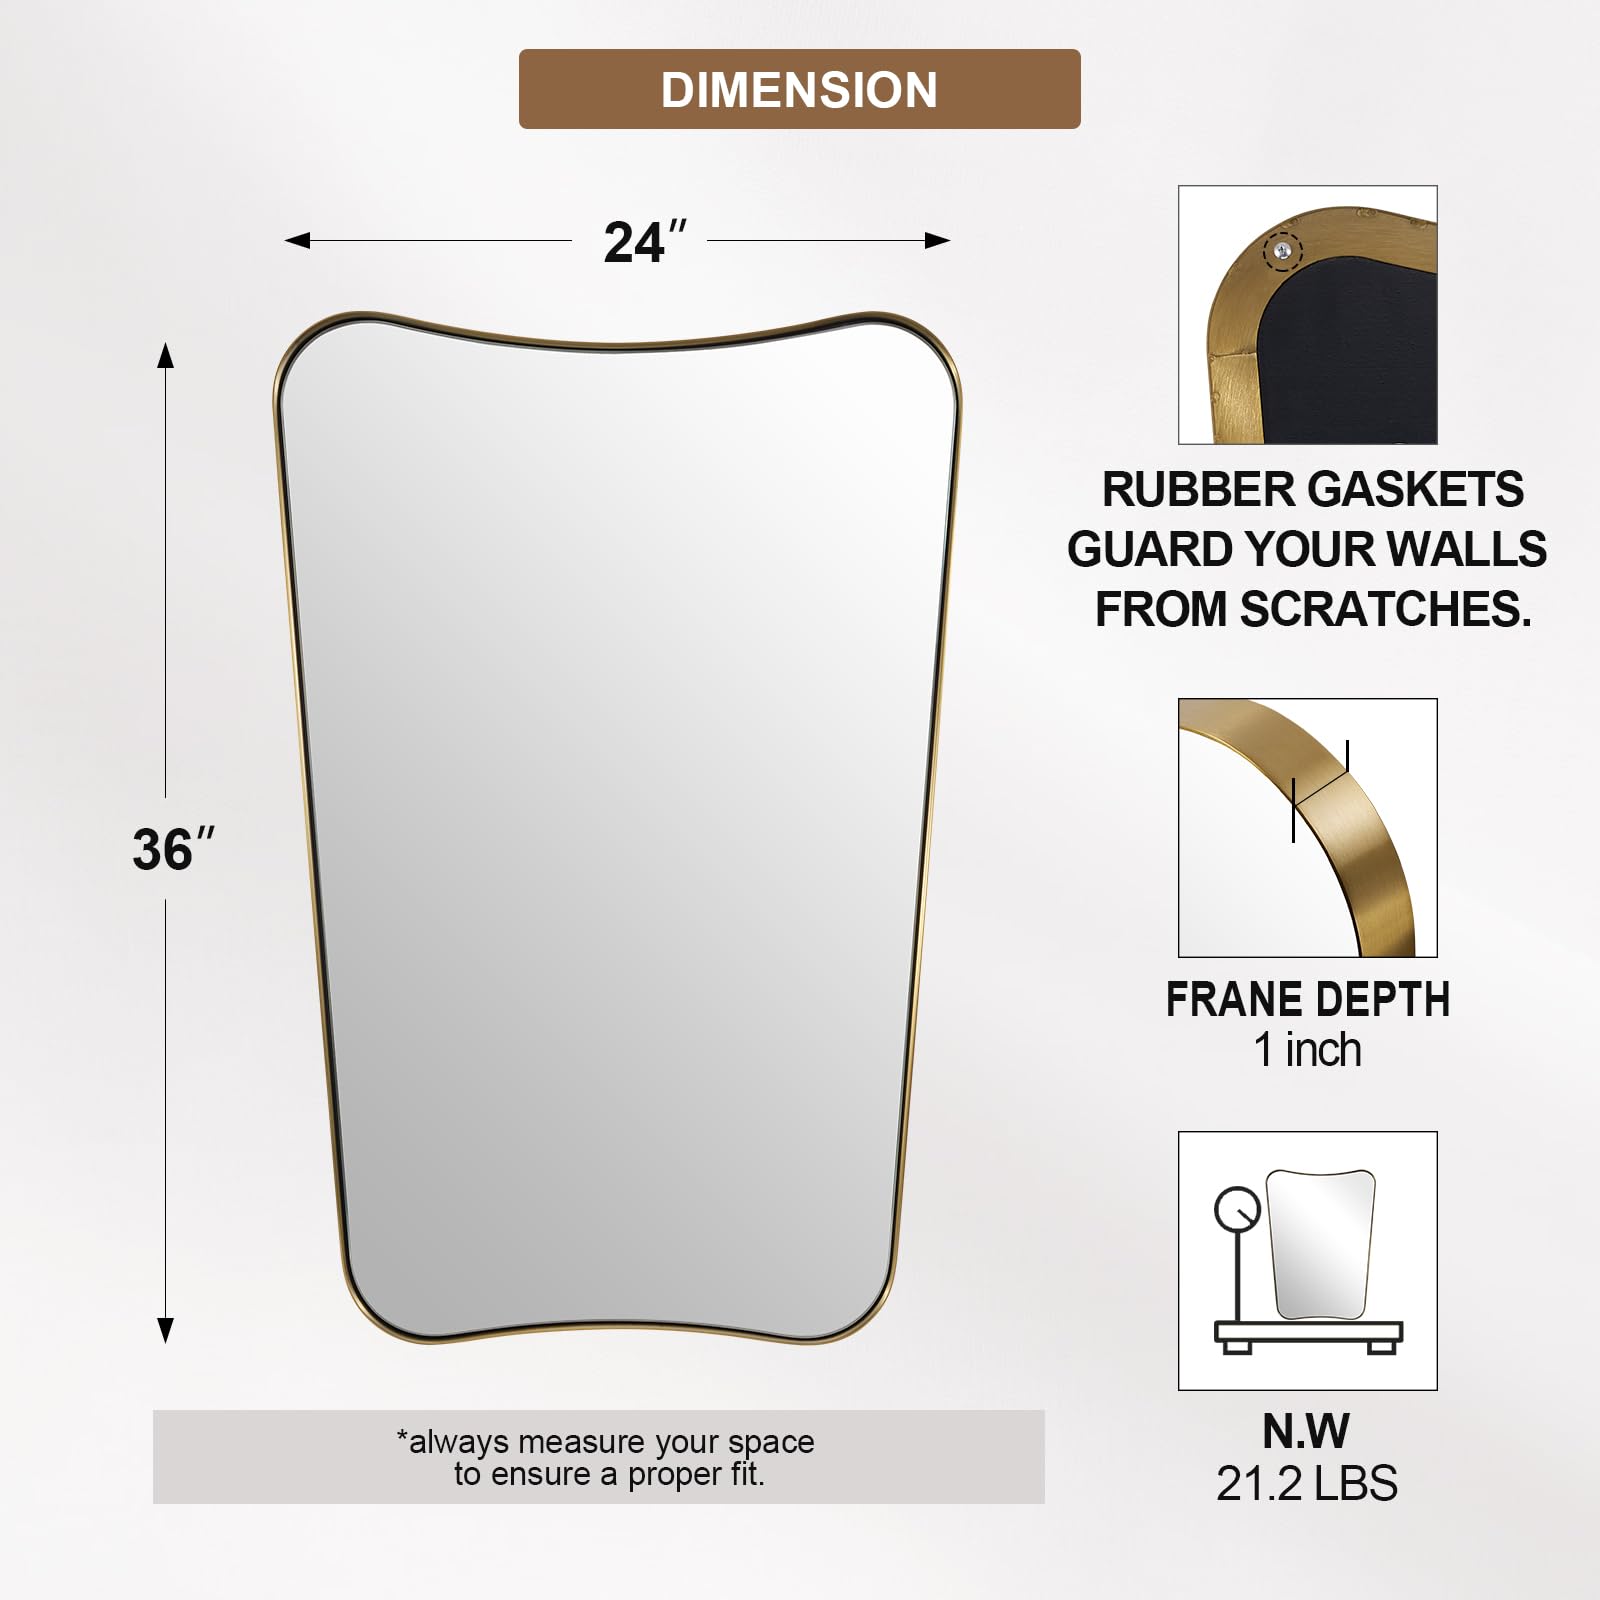 DIMENSION
24″
36″
RUBBER GASKETS
GUARD YOUR WALLS
FROM SCRATCHES.
FRANE DEPTH
1 inch
N.W
21.2 LBS
*always measure your space
to ensure a proper fit.